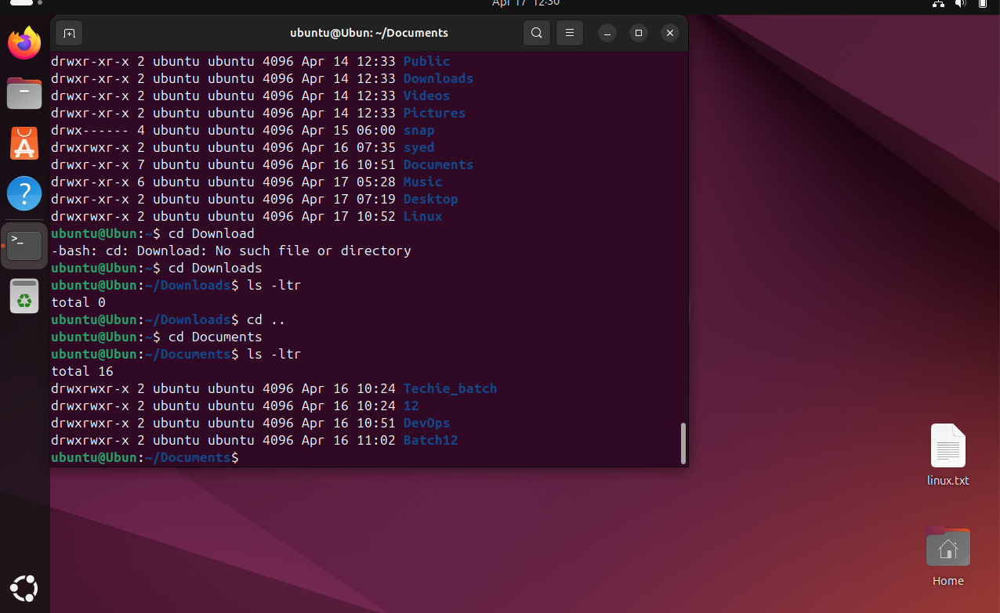 Apr 17 12:30
ubuntu@Ubun: ~/Documents
drwxr-xr-x 2 ubuntu ubuntu 4096 Apr 14 12:33 Public
drwxr-xr-x 2 ubuntu ubuntu 4096 Apr 14 12:33 Downloads
drwxr-xr-x 2 ubuntu ubuntu 4096 Apr 14 12:33 Videos
drwxr-xr-x 2 ubuntu ubuntu 4096 Apr 14 12:33 Pictures
drwx------ 4 ubuntu ubuntu 4096 Apr 15 06:00 snap
drwxrwxr-x 2 ubuntu ubuntu 4096 Apr 16 07:35 syed
drwxr-xr-x 7 ubuntu ubuntu 4096 Apr 16 10:51 Documents
drwxr-xr-x 6 ubuntu ubuntu 4096 Apr 17 05:28 Music
drwxr-xr-x 2 ubuntu ubuntu 4096 Apr 17 07:19 Desktop
drwxrwxr-x 2 ubuntu ubuntu 4096 Apr 17 10:52 Linux
ubuntu@Ubun:~$ cd Download
-bash: cd: Download: No such file or directory
ubuntu@Ubun:~$ cd Downloads
ubuntu@Ubun:~/Downloads$ ls -ltr
total 0
ubuntu@Ubun:~/Downloads$ cd ..
ubuntu@Ubun:~$ cd Documents
ubuntu@Ubun:~/Documents$ ls -ltr
total 16
drwxrwxr-x 2 ubuntu ubuntu 4096 Apr 16 10:24 Techie_batch
drwxrwxr-x 2 ubuntu ubuntu 4096 Apr 16 10:24 12
drwxrwxr-x 2 ubuntu ubuntu 4096 Apr 16 10:51 DevOps
drwxrwxr-x 2 ubuntu ubuntu 4096 Apr 16 11:02 Batch12
ubuntu@Ubun:~/Documents$
linux.txt
Home